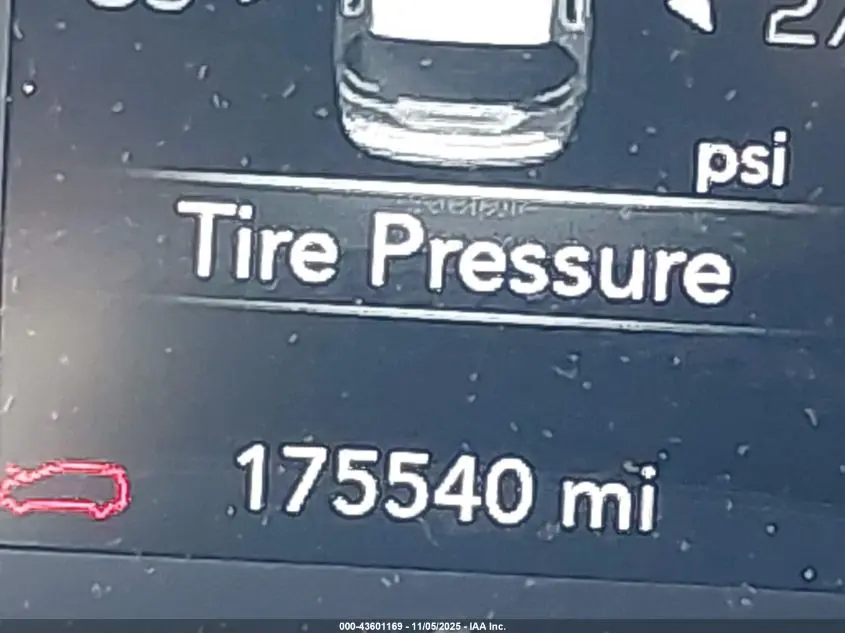 psi
Tire Pressure
175540 mi
000-43601169 - 11/05/2025 - IAA Inc.